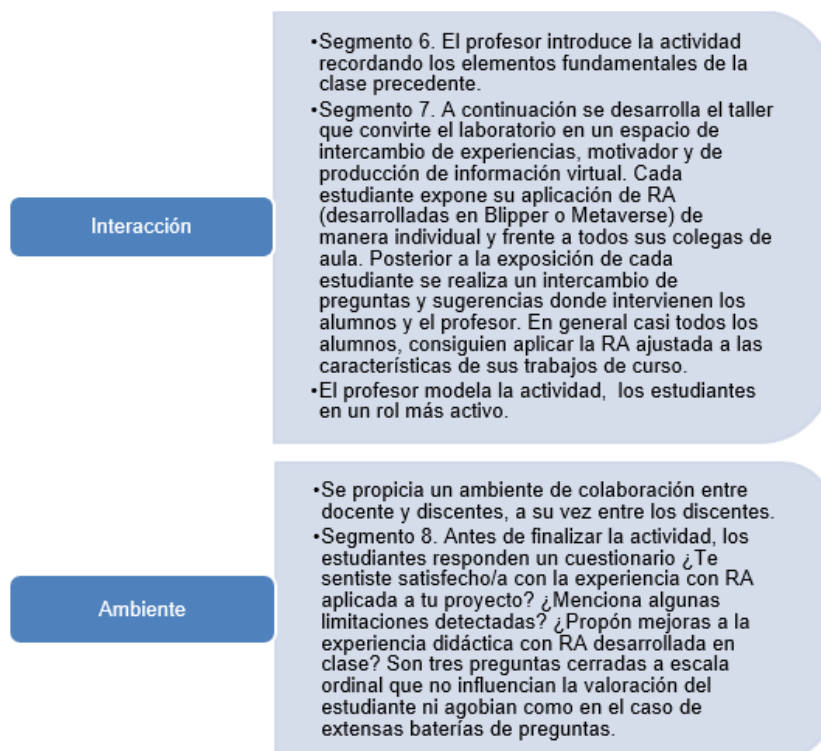 Interacción
•Segmento 6. El profesor introduce la actividad
recordando los elementos fundamentales de la
clase precedente.
•Segmento 7. A continuación se desarrolla el taller
que convirte el laboratorio en un espacio de
intercambio de experiencias, motivador y de
producción de información virtual. Cada
estudiante expone su aplicación de RA
(desarrolladas en Blipper o Metaverse) de
manera individual y frente a todos sus colegas de
aula. Posterior a la exposición de cada
estudiante se realiza un intercambio de
preguntas y sugerencias donde intervienen los
alumnos y el profesor. En general casi todos los
alumnos, consiguien aplicar la RA ajustada a las
características de sus trabajos de curso.
•El profesor modela la actividad,  los estudiantes
en un rol más activo.
Ambiente
•Se propicia un ambiente de colaboración entre
docente y discentes, a su vez entre los discentes.
•Segmento 8. Antes de finalizar la actividad, los
estudiantes responden un cuestionario ¿Te
sentiste satisfecho/a con la experiencia con RA
aplicada a tu proyecto? ¿Menciona algunas
limitaciones detectadas? ¿Propón mejoras a la
experiencia didáctica con RA desarrollada en
clase? Son tres preguntas cerradas a escala
ordinal que no influencian la valoración del
estudiante ni agobian como en el caso de
extensas baterías de preguntas.